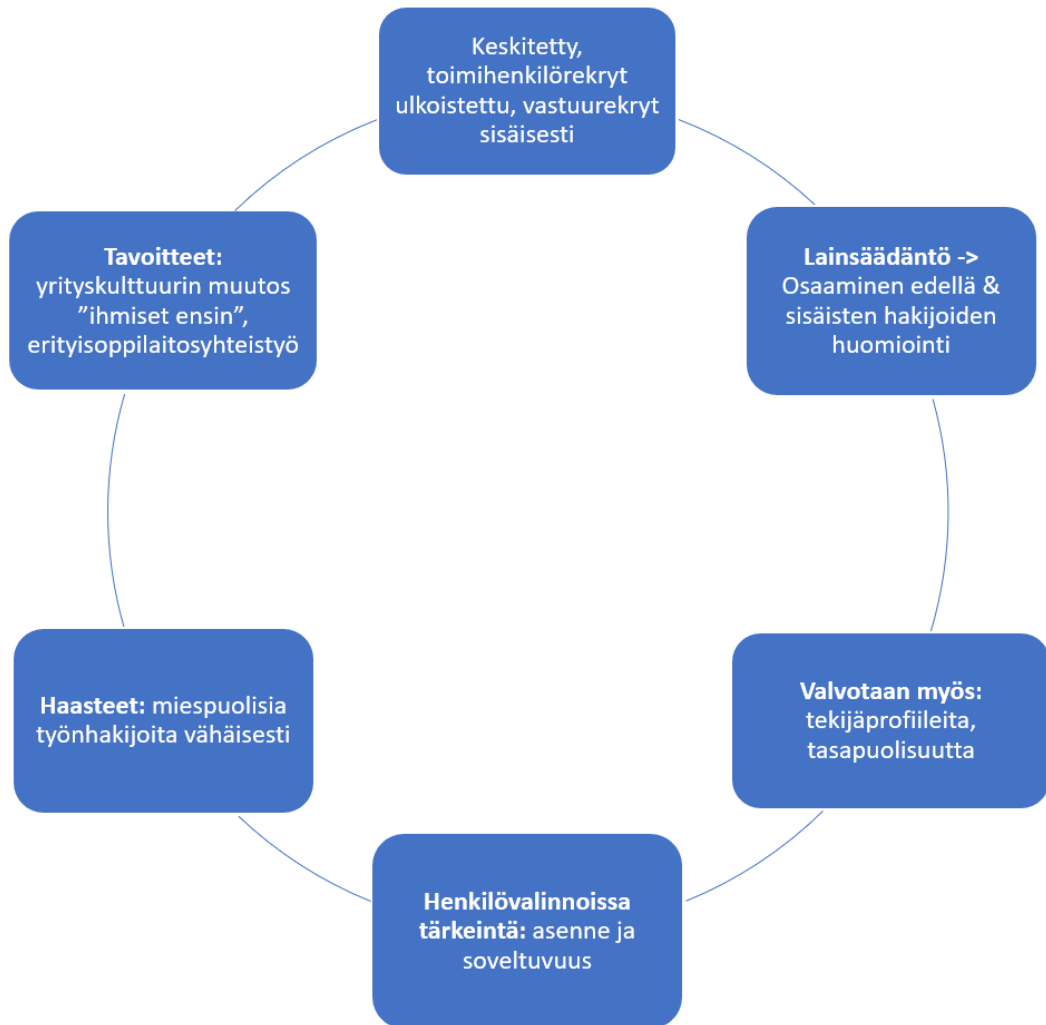 Keskitetty,
toimihenkilörekryt
ulkoistettu, vastuurekryt
sisäisesti
Lainsäädäntö ->
Osaaminen edellä &
sisäisten hakijoiden
huomiointi
Valvotaan myös:
tekijäprofiileita,
tasapuolisuutta
Henkilövalinnoissa
tärkeintä: asenne ja
soveltuvuus
Haasteet: miespuolisia
työnhakijoita vähäisesti
Tavoitteet:
yrityskulttuurin muutos
”ihmiset ensin”,
erityisoppilaitosyhteistyö